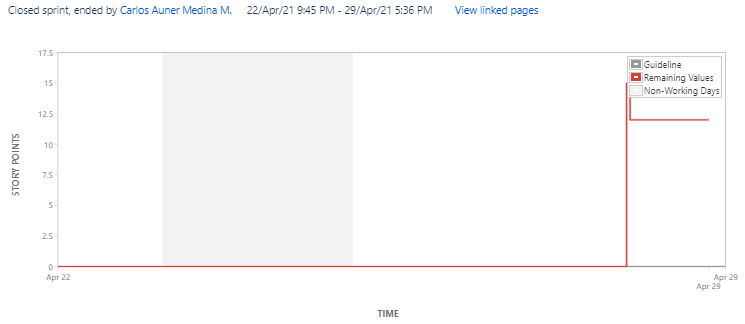 Closed sprint, ended by Carlos Auner Medina M. 22/Apr/21 9:45 PM - 29/Apr/21 5:36 PM View linked pages
17.5
Guideline
Remaining Values
Non-Working Days
15
12.5
10
7.5
5
2.5
0
STORY POINTS
Apr 22
Apr 29
Apr 29
TIME